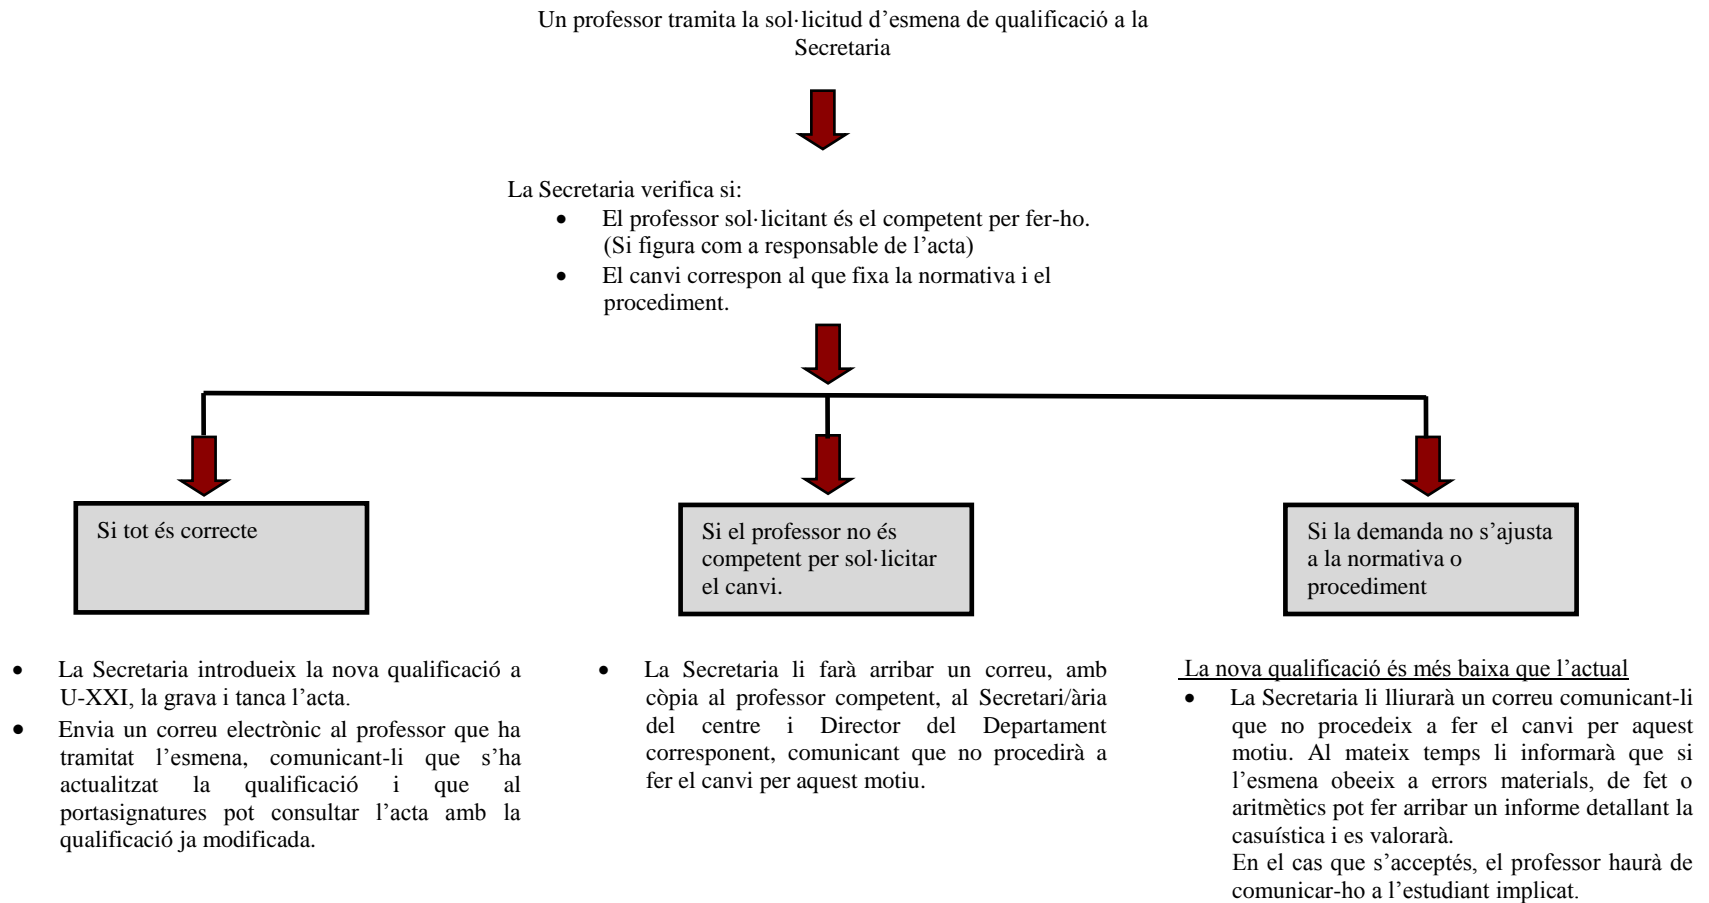 Un professor tramita la sol·licitud d’esmena de qualificació a la
Secretaria
La Secretaria verifica si:
• El professor sol·licitant és el competent per fer-ho.
(Si figura com a responsable de l’acta)
• El canvi correspon al que fixa la normativa i el
procediment.
Si tot és correcte
Si el professor no és
competent per sol·licitar
el canvi.
Si la demanda no s’ajusta
a la normativa o
procediment
• La Secretaria introdueix la nova qualificació a
U-XXI, la grava i tanca l’acta.
• Envia un correu electrònic al professor que ha
tramitat l’esmena, comunicant-li que s’ha
actualitzat la qualificació i que al
portasignatures pot consultar l’acta amb la
qualificació ja modificada.
• La Secretaria li farà arribar un correu, amb
còpia al professor competent, al Secretari/ària
del centre i Director del Departament
corresponent, comunicant que no procedirà a
fer el canvi per aquest motiu.
La nova qualificació és més baixa que l’actual
• La Secretaria li lliurarà un correu comunicant-li
que no procedeix a fer el canvi per aquest
motiu. Al mateix temps li informarà que si
l’esmena obeeix a errors materials, de fet o
aritmètics pot fer arribar un informe detallant la
casuística i es valorarà.
En el cas que s’acceptés, el professor haurà de
comunicar-ho a l’estudiant implicat.